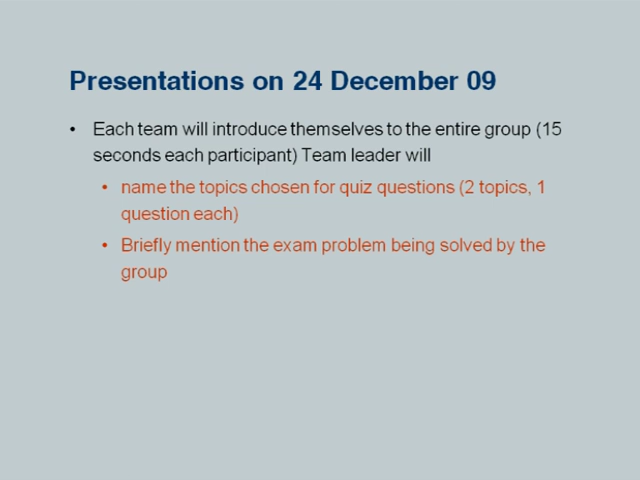 Presentations on 24 December 09
• Each team will introduce themselves to the entire group (15
seconds each participant) Team leader will
• name the topics chosen for quiz questions (2 topics, 1
question each)
• Briefly mention the exam problem being solved by the
group